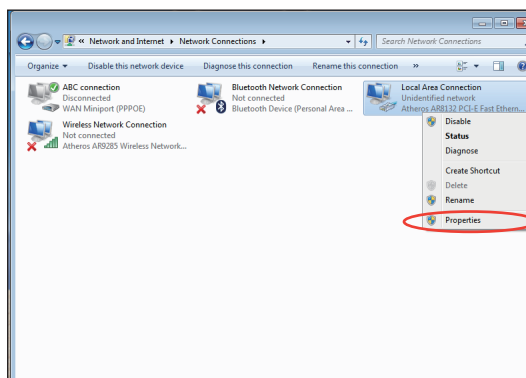 « Network and Internet ▸ Network Connections ▸
Search Network Connections
Organize ▾ Disable this network device Diagnose this connection Rename this connection »
ABC connection
Disconnected
WAN Miniport (PPPOE)
Bluetooth Network Connection
Not connected
Bluetooth Device (Personal Area ...
Local Area Connection
Unidentified network
Atheros AR8132 PCI-E Fast Ethern...
Wireless Network Connection
Not connected
Atheros AR9285 Wireless Network...
Disable
Status
Diagnose
Create Shortcut
Delete
Rename
Properties